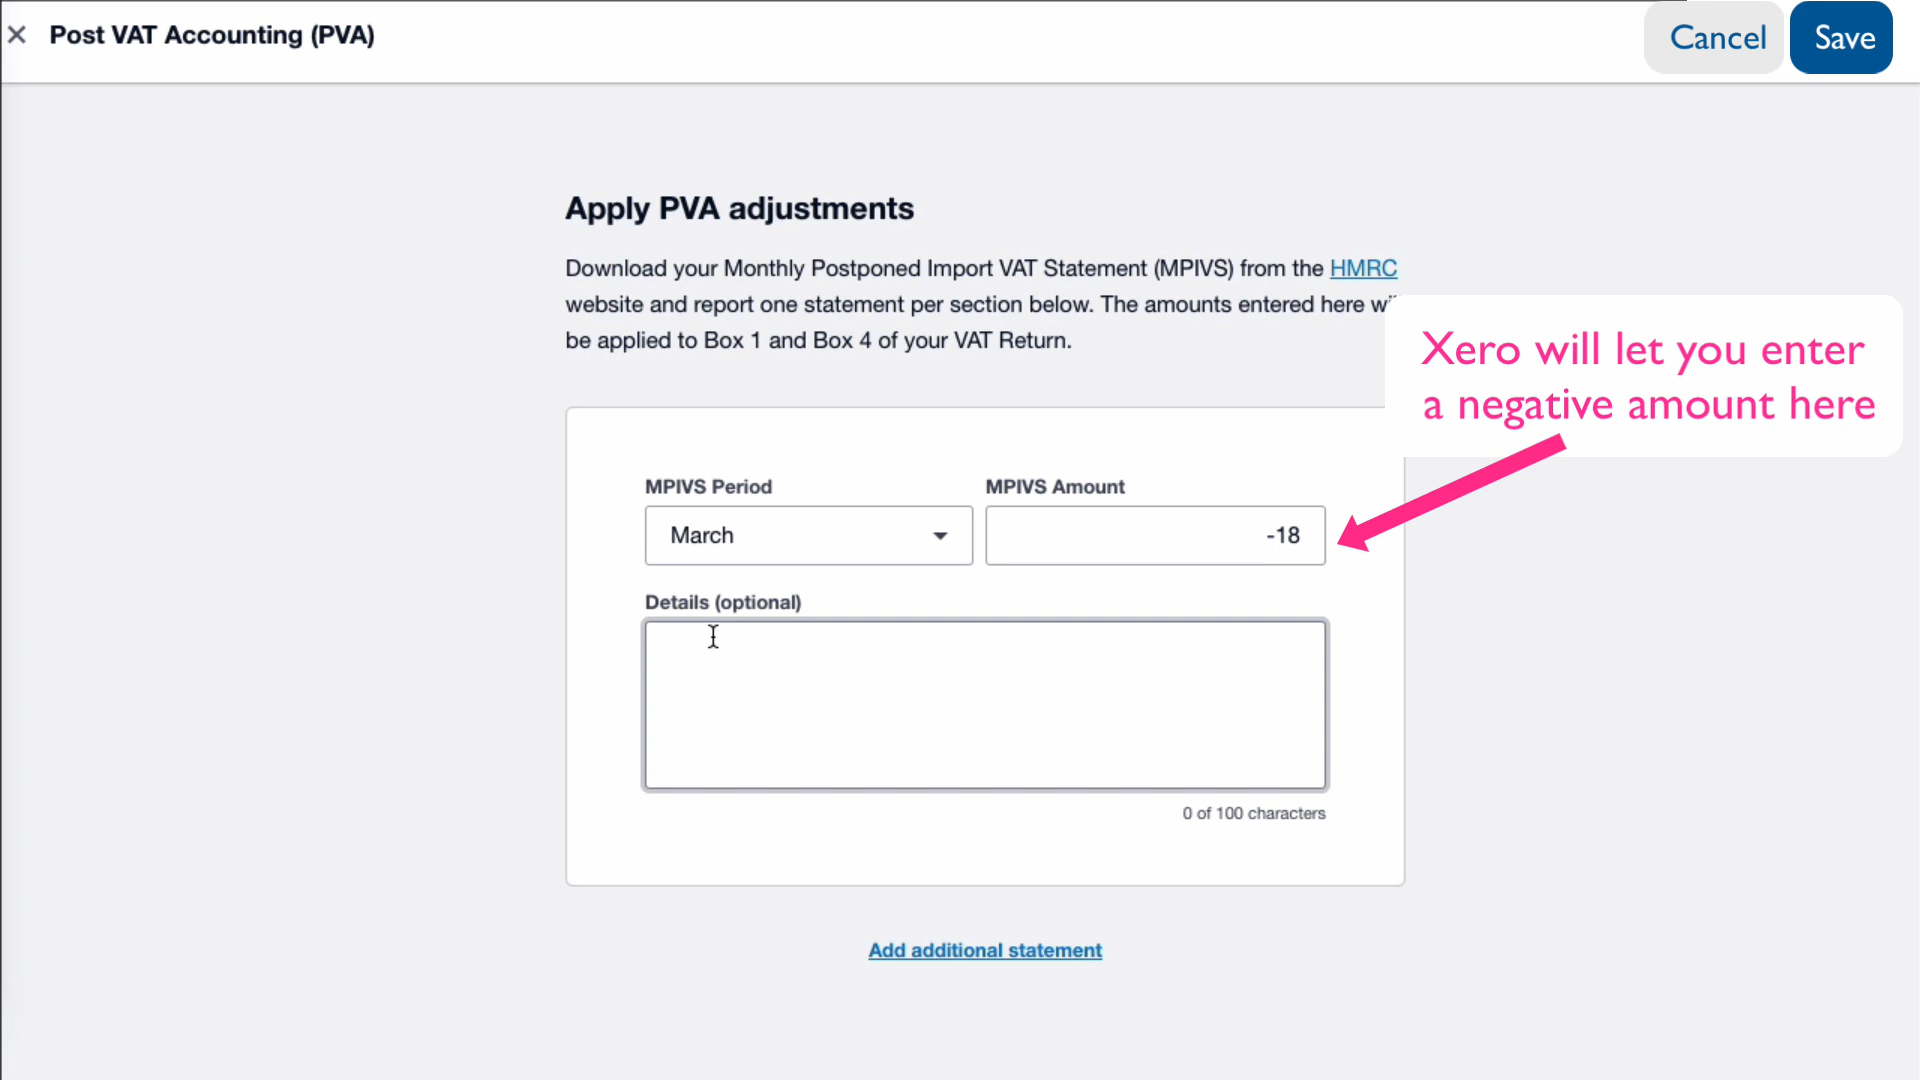 Post VAT Accounting (PVA)
Cancel
Save
Apply PVA adjustments
Download your Monthly Postponed Import VAT Statement (MPIVS) from the HMRC
website and report one statement per section below. The amounts entered here
be applied to Box 1 and Box 4 of your VAT Return.
Xero will let you enter
a negative amount here
MPIVS Period
MPIVS Amount
March
-18
Details (optional)
0 of 100 characters
Add additional statement